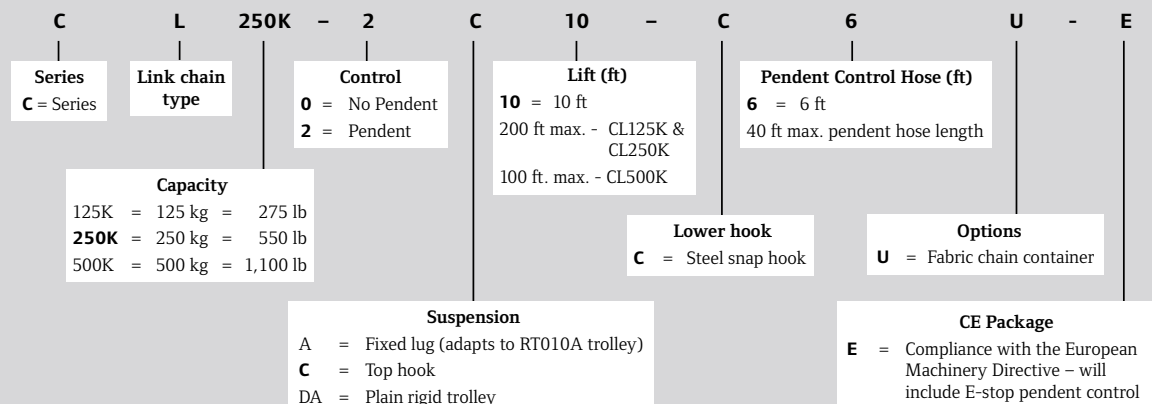 C L 250K – 2 C 10 – C 6 U - E
Series
C = Series
Link chain
type
Control
0 = No Pendent
2 = Pendent
Lift (ft)
10 = 10 ft
200 ft max. - CL125K &
CL250K
100 ft. max. - CL500K
Pendent Control Hose (ft)
6 = 6 ft
40 ft max. pendent hose length
Capacity
125K = 125 kg = 275 lb
250K = 250 kg = 550 lb
500K = 500 kg = 1,100 lb
Lower hook
C = Steel snap hook
Options
U = Fabric chain container
Suspension
A = Fixed lug (adapts to RT010A trolley)
C = Top hook
DA = Plain rigid trolley
CE Package
E = Compliance with the European
Machinery Directive – will
include E-stop pendent control